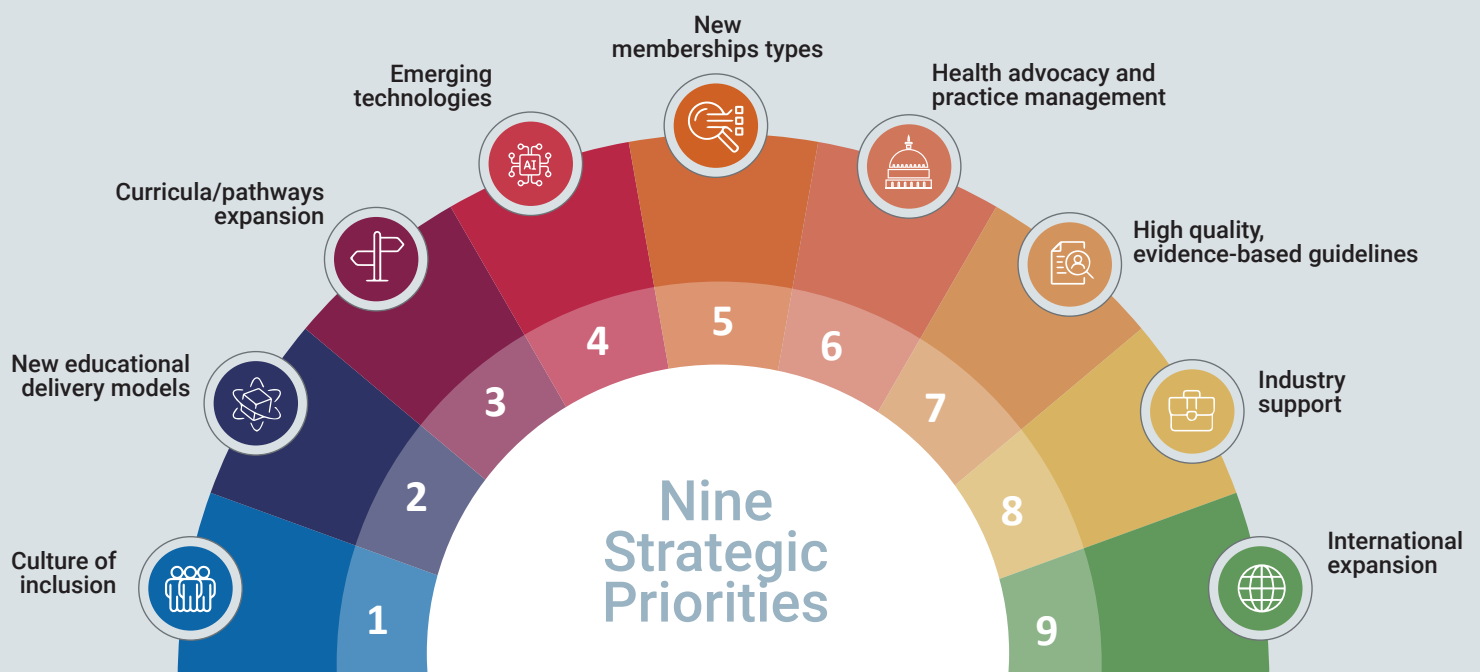 New
memberships types
Emerging
technologies
Health advocacy and
practice management
Curricula/pathways
expansion
High quality,
evidence-based guidelines
New educational
delivery models
Industry
support
Culture of
inclusion
International
expansion
AI
1
2
3
4
5
6
7
8
9
Nine
Strategic
Priorities